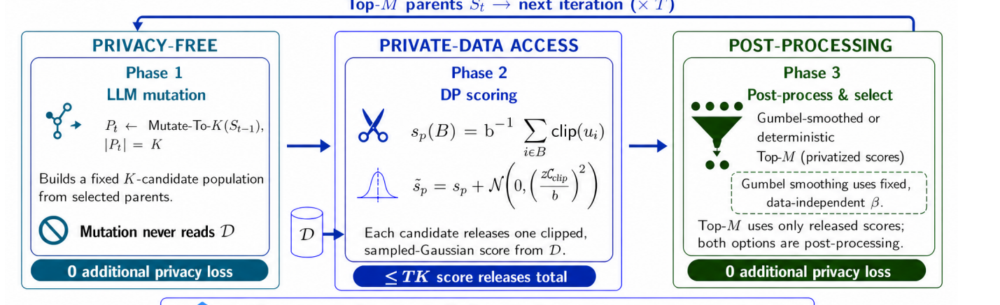 Top-M parents S_t → next iteration (× T)
PRIVACY-FREE
Phase 1
LLM mutation
P_t ← Mutate-To-K(S_{t−1}),
|P_t| = K
Builds a fixed K-candidate population
from selected parents.
Mutation never reads 𝒟
0 additional privacy loss
𝒟
PRIVATE-DATA ACCESS
Phase 2
DP scoring
s_p(B) = b^{−1} ∑_{iϵB} clip(u_i)
s̃_p = s_p + 𝒩(0, (zC_{clip}/b)^2)
Each candidate releases one clipped,
sampled-Gaussian score from 𝒟.
≤ TK score releases total
POST-PROCESSING
Phase 3
Post-process & select
Gumbel-smoothed or
deterministic
Top-M (privatized scores)
Gumbel smoothing uses fixed,
data-independent β.
Top-M uses only released scores;
both options are post-processing.
0 additional privacy loss